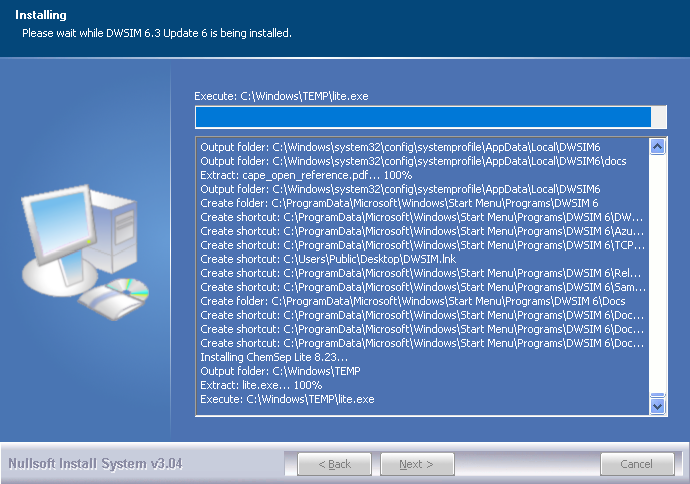 Installing
Please wait while DWSIM 6.3 Update 6 is being installed.
Execute: C:\Windows\TEMP\lite.exe
Output folder: C:\Windows\system32\config\systemprofile\AppData\Local\DWSIM6
Output folder: C:\Windows\system32\config\systemprofile\AppData\Local\DWSIM6\docs
Extract: cape_open_reference.pdf... 100%
Output folder: C:\Windows\system32\config\systemprofile\AppData\Local\DWSIM6
Create folder: C:\ProgramData\Microsoft\Windows\Start Menu\Programs\DWSIM 6
Create shortcut: C:\ProgramData\Microsoft\Windows\Start Menu\Programs\DWSIM 6\DW...
Create shortcut: C:\ProgramData\Microsoft\Windows\Start Menu\Programs\DWSIM 6\Azu...
Create shortcut: C:\ProgramData\Microsoft\Windows\Start Menu\Programs\DWSIM 6\TCP...
Create shortcut: C:\Users\Public\Desktop\DWSIM.lnk
Create shortcut: C:\ProgramData\Microsoft\Windows\Start Menu\Programs\DWSIM 6\Rel...
Create shortcut: C:\ProgramData\Microsoft\Windows\Start Menu\Programs\DWSIM 6\Sam...
Create folder: C:\ProgramData\Microsoft\Windows\Start Menu\Programs\DWSIM 6\Docs
Create shortcut: C:\ProgramData\Microsoft\Windows\Start Menu\Programs\DWSIM 6\Doc...
Create shortcut: C:\ProgramData\Microsoft\Windows\Start Menu\Programs\DWSIM 6\Doc...
Create shortcut: C:\ProgramData\Microsoft\Windows\Start Menu\Programs\DWSIM 6\Doc...
Installing ChemSep Lite 8.23...
Output folder: C:\Windows\TEMP
Extract: lite.exe... 100%
Execute: C:\Windows\TEMP\lite.exe
Nullsoft Install System v3.04
< Back
Next >
Cancel